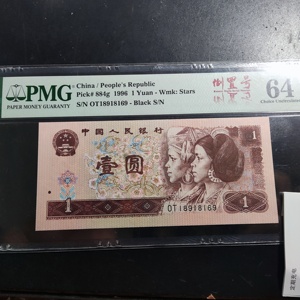 PMG
PAPER MONEY GUARANTY
China / People's Republic
Pick# 884g 1996 1 Yuan - Wmk: Stars
S/N OT18918169 - Black S/N
64
Choice Uncirculated
中国人民银行
壹圆
1
1
OT18918169